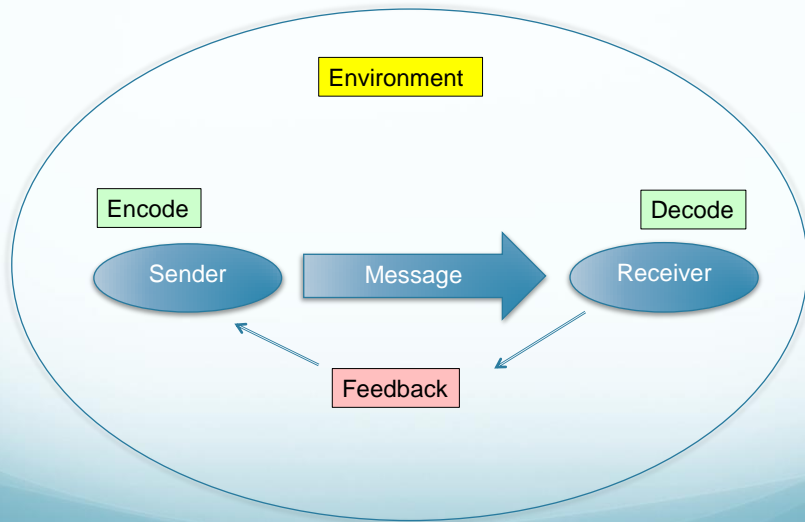 Environment
Encode
Decode
Sender
Message
Receiver
Feedback